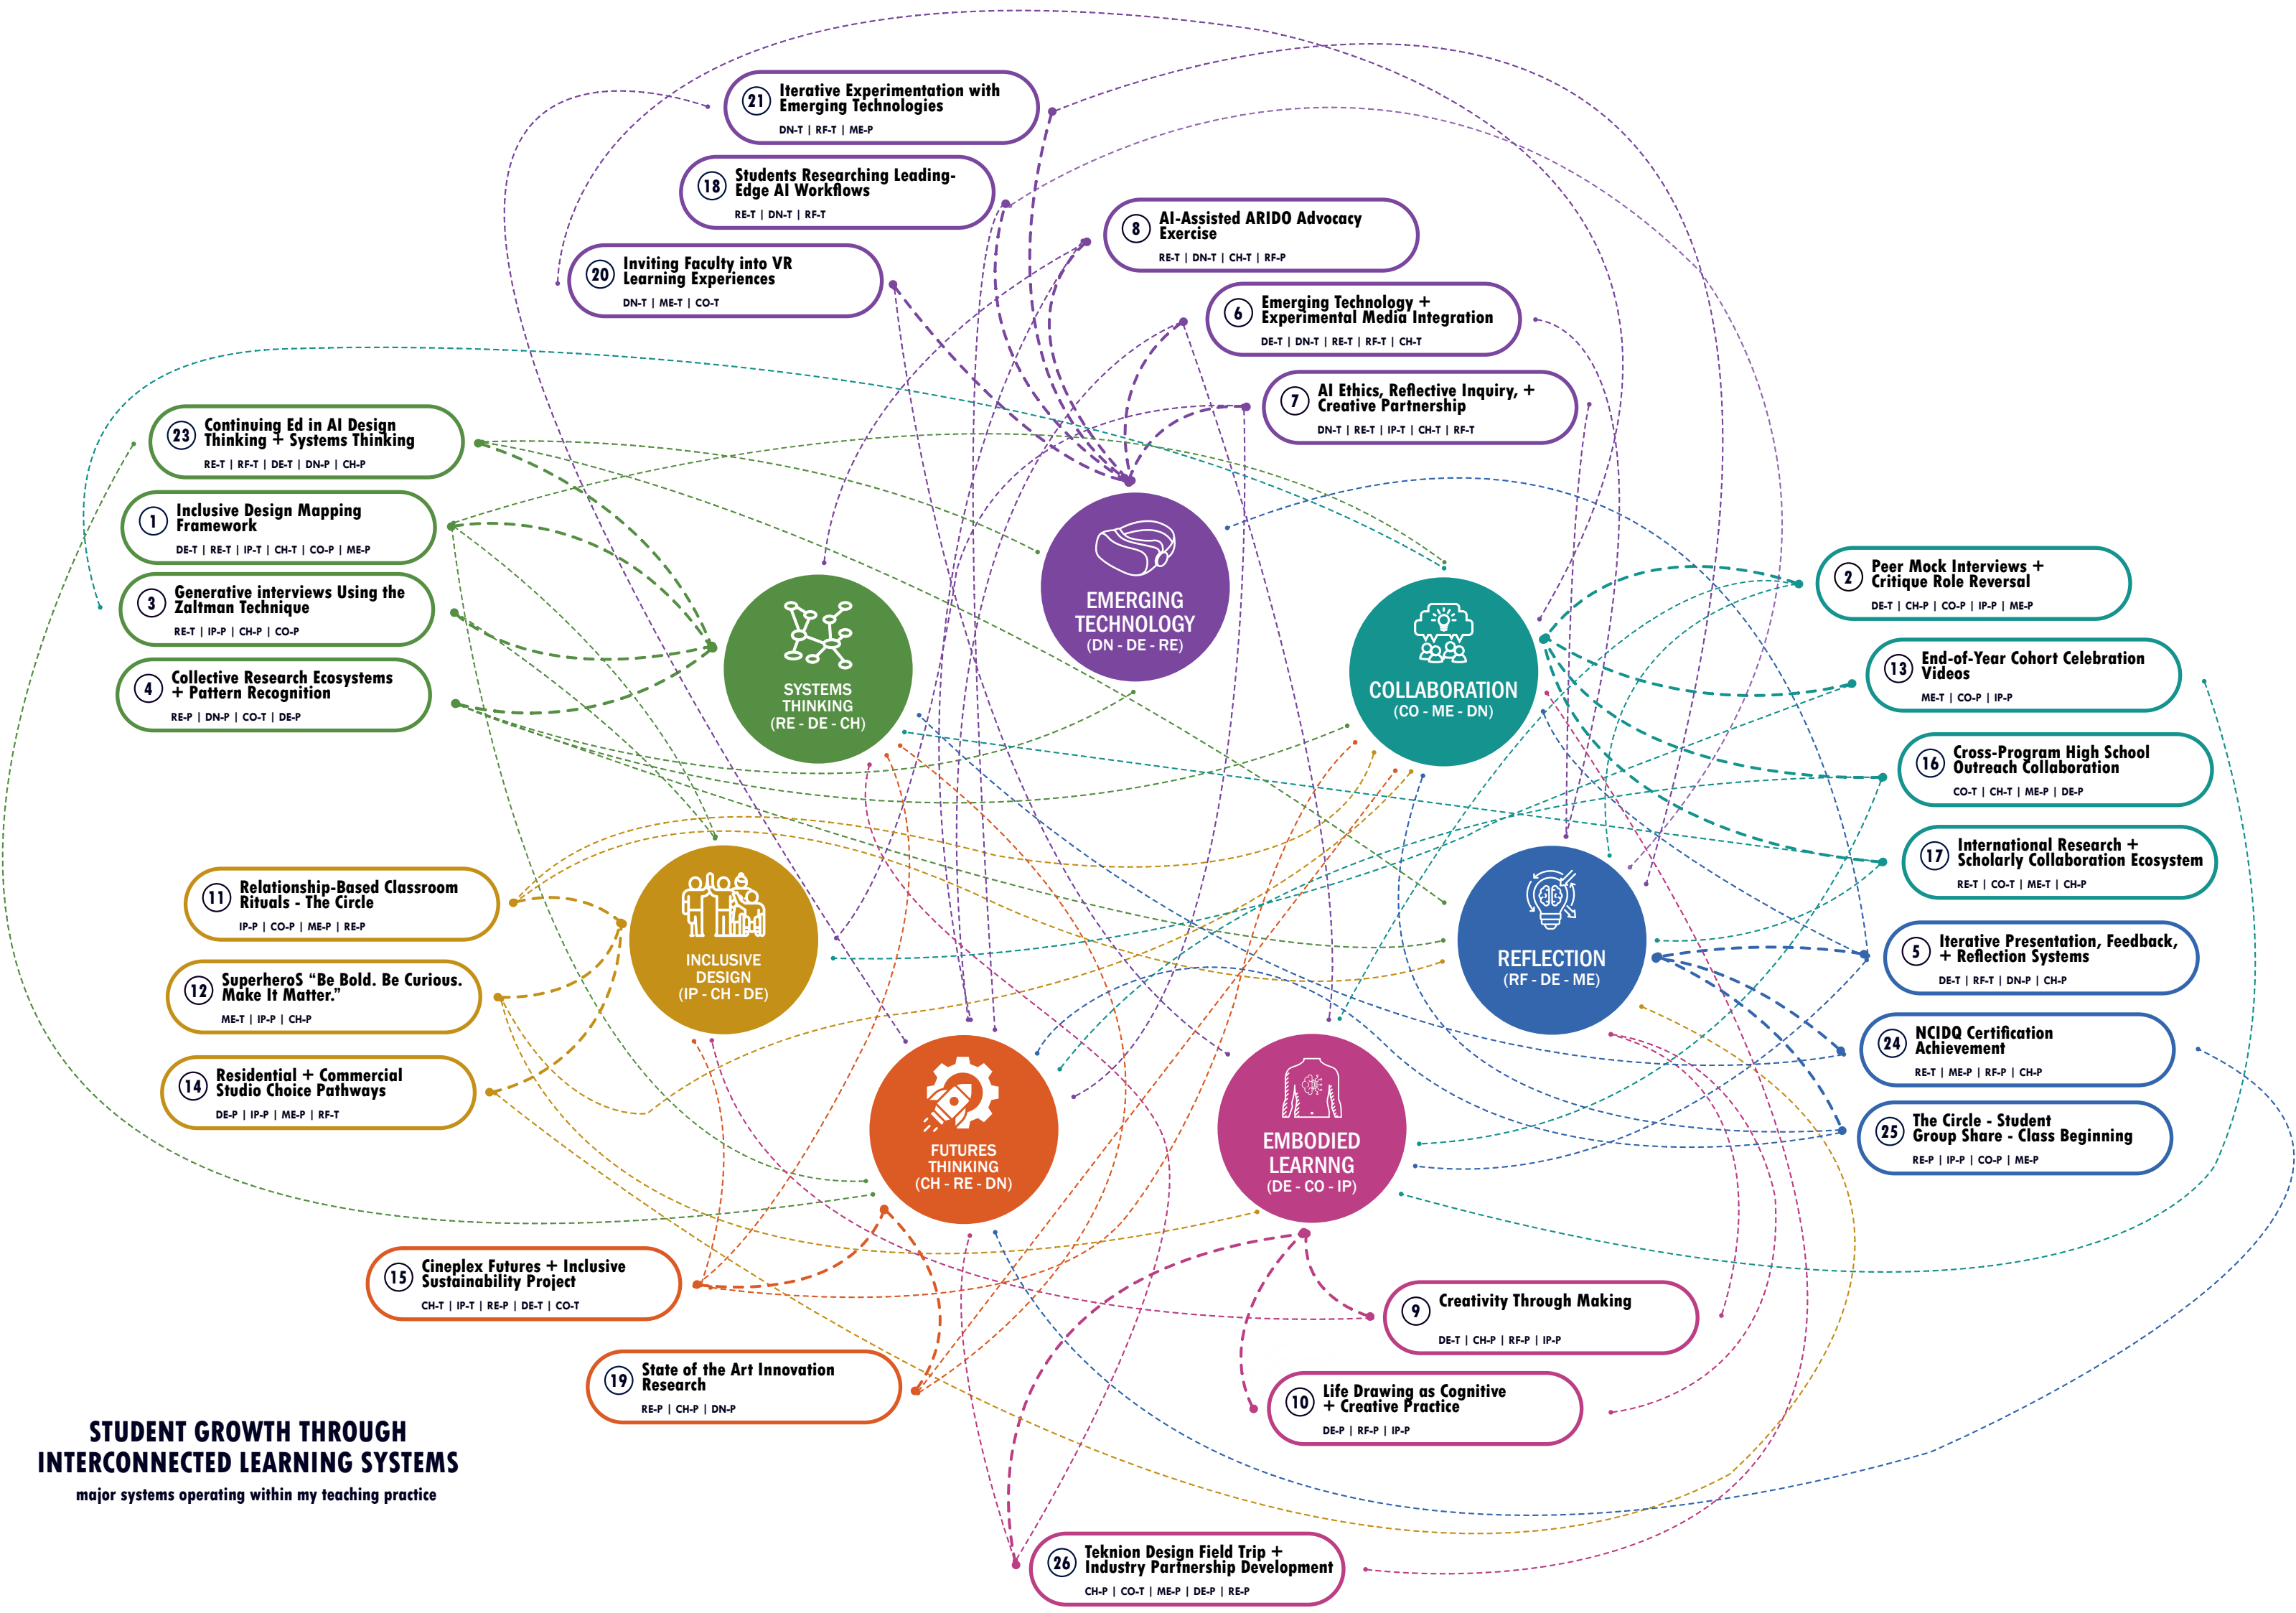 21
Iterative Experimentation with
Emerging Technologies
DN-T | RF-T | ME-P
18
Students Researching Leading-
Edge AI Workflows
RE-T | DN-T | RF-T
8
AI-Assisted ARIDO Advocacy
Exercise
RE-T | DN-T | CH-T | RF-P
20
Inviting Faculty into VR
Learning Experiences
DN-T | ME-T | CO-T
6
Emerging Technology +
Experimental Media Integration
DE-T | DN-T | RE-T | RF-T | CH-T
7
AI Ethics, Reflective Inquiry, +
Creative Partnership
DN-T | RE-T | IP-T | CH-T | RF-T
23
Continuing Ed in AI Design
Thinking + Systems Thinking
RE-T | RF-T | DE-T | DN-P | CH-P
1
Inclusive Design Mapping
Framework
DE-T | RE-T | IP-T | CH-T | CO-P | ME-P
3
Generative interviews Using the
Zaltman Technique
RE-T | IP-P | CH-P | CO-P
4
Collective Research Ecosystems
+ Pattern Recognition
RE-P | DN-P | CO-T | DE-P
SYSTEMS
THINKING
(RE - DE - CH)
EMERGING
TECHNOLOGY
(DN - DE - RE)
COLLABORATION
(CO - ME - DN)
2
Peer Mock Interviews +
Critique Role Reversal
DE-T | CH-P | CO-P | IP-P | ME-P
13
End-of-Year Cohort Celebration
Videos
ME-T | CO-P | IP-P
16
Cross-Program High School
Outreach Collaboration
CO-T | CH-T | ME-P | DE-P
17
International Research +
Scholarly Collaboration Ecosystem
RE-T | CO-T | ME-T | CH-P
11
Relationship-Based Classroom
Rituals - The Circle
IP-P | CO-P | ME-P | RE-P
12
SuperheroS “Be Bold. Be Curious.
Make It Matter.”
ME-T | IP-P | CH-P
14
Residential + Commercial
Studio Choice Pathways
DE-P | IP-P | ME-P | RF-T
INCLUSIVE
DESIGN
(IP - CH - DE)
REFLECTION
(RF - DE - ME)
5
Iterative Presentation, Feedback,
+ Reflection Systems
DE-T | RF-T | DN-P | CH-P
24
NCIDQ Certification
Achievement
RE-T | ME-P | RF-P | CH-P
25
The Circle - Student
Group Share - Class Beginning
RE-P | IP-P | CO-P | ME-P
FUTURES
THINKING
(CH - RE - DN)
EMBODIED
LEARNNG
(DE - CO - IP)
15
Cineplex Futures + Inclusive
Sustainability Project
CH-T | IP-T | RE-P | DE-T | CO-T
19
State of the Art Innovation
Research
RE-P | CH-P | DN-P
9
Creativity Through Making
DE-T | CH-P | RF-P | IP-P
10
Life Drawing as Cognitive
+ Creative Practice
DE-P | RF-P | IP-P
26
Teknion Design Field Trip +
Industry Partnership Development
CH-P | CO-T | ME-P | DE-P | RE-P
STUDENT GROWTH THROUGH
INTERCONNECTED LEARNING SYSTEMS
major systems operating within my teaching practice